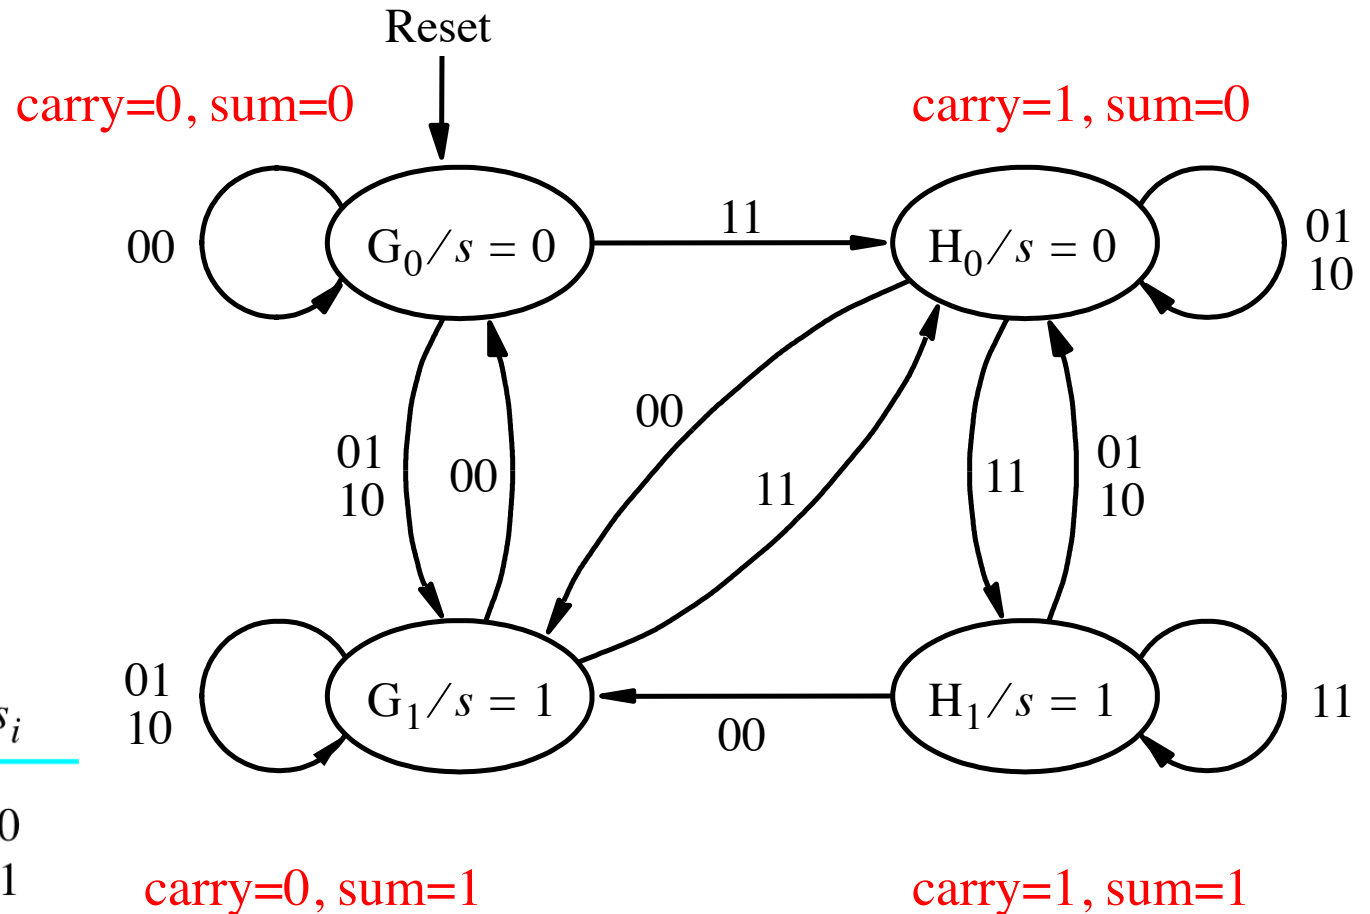 Reset
carry=0, sum=0
carry=1, sum=0
00
G₀/s = 0
11
H₀/s = 0
01
10
00
01
10
00
11
11
01
10
01
10
G₁/s = 1
00
H₁/s = 1
11
sᵢ
0
1
carry=0, sum=1
carry=1, sum=1